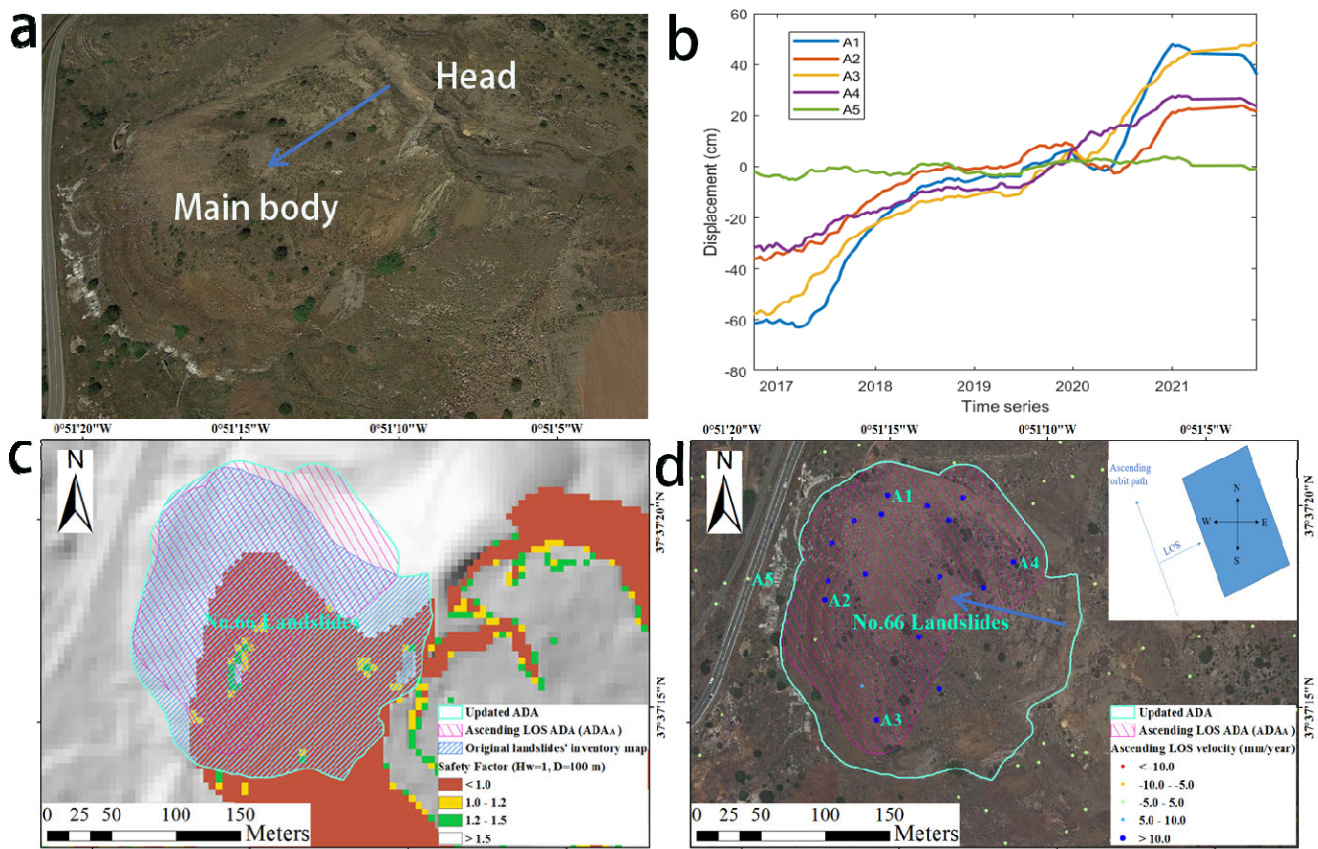 a
Head
Main body
b
60
40
20
0
-20
-40
-60
-80
Displacement (cm)
2017 2018 2019 2020 2021
Time series
A1
A2
A3
A4
A5
c
0°51'20"W 0°51'15"W 0°51'10"W 0°51'5"W
N
37°37'20"N
37°37'15"N
No.66 Landslides
Updated ADA
Ascending LOS ADA (ADAA)
Original landslides' inventory map
Safety Factor (Hw=1, D=100 m)
< 1.0
1.0 - 1.2
1.2 - 1.5
> 1.5
0 25 50 100 150
Meters
d
0°51'20"W 0°51'15"W 0°51'10"W 0°51'5"W
N
37°37'20"N
37°37'15"N
A1
A4
A5
A2
No.66 Landslides
A3
Ascending
orbit path
LOS
N
W E
S
Updated ADA
Ascending LOS ADA (ADAA)
Ascending LOS velocity (mm/year)
< -10.0
-10.0 - -5.0
-5.0 - 5.0
5.0 - 10.0
> 10.0
0 25 50 100 150
Meters